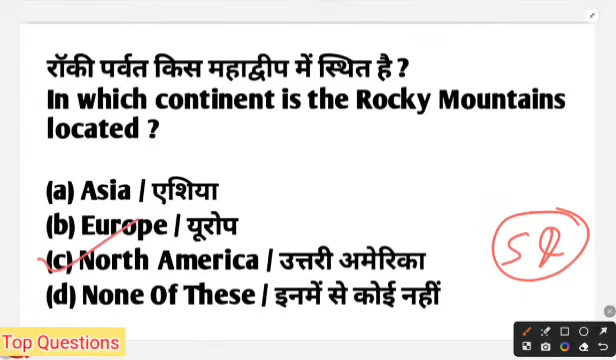 रॉकी पर्वत किस महाद्वीप में स्थित है ?
In which continent is the Rocky Mountains
located ?
(a) Asia / एशिया
(b) Europe / यूरोप
(c) North America / उत्तरी अमेरिका
(d) None Of These / इनमें से कोई नहीं
Top Questions